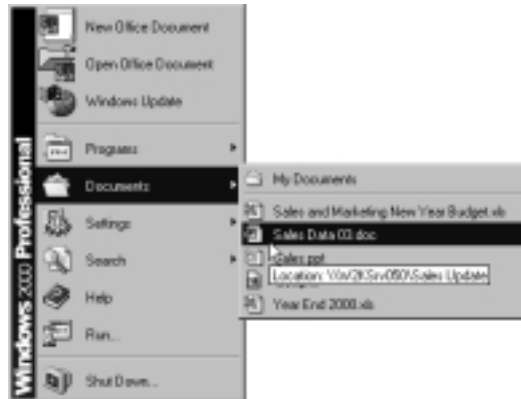 New Office Document
Open Office Document
Windows Update
Programs
Documents
Settings
Search
Help
Run...
Shut Down...
Windows 2000 Professional
My Documents
Sales and Marketing New Year Budget.xls
Sales Data 03.doc
Sales.ppt
Location: \\W2KSrv050\Sales Update
Year End 2000.xls